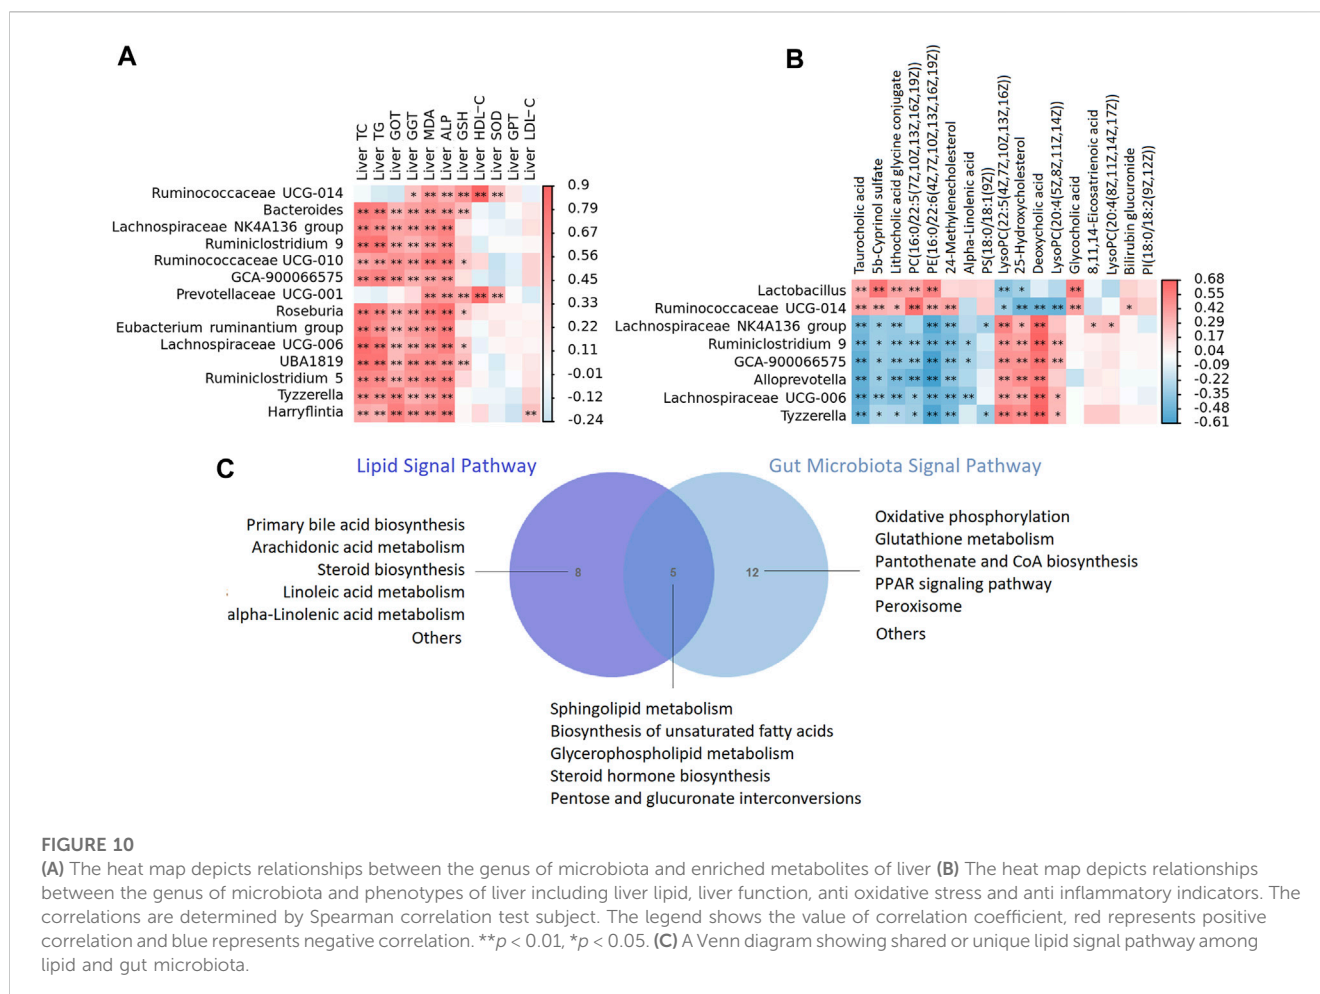 A
Liver TC
Liver TG
Liver GOT
Liver GGT
Liver MDA
Liver ALP
Liver GSH
Liver HDL-C
Liver SOD
Liver GPT
Liver LDL-C
Ruminococcaceae UCG-014 * ** ** ** ** **
Bacteroides ** ** ** ** ** ** **
Lachnospiraceae NK4A136 group ** ** ** ** ** **
Ruminiclostridium 9 ** ** ** ** ** **
Ruminococcaceae UCG-010 ** ** ** ** ** ** *
GCA-900066575 ** ** ** ** ** **
Prevotellaceae UCG-001 ** ** ** ** **
Roseburia ** ** ** ** ** ** *
Eubacterium ruminantium group ** ** ** ** ** **
Lachnospiraceae UCG-006 ** ** ** ** ** ** *
UBA1819 ** ** ** ** ** ** **
Ruminiclostridium 5 ** ** ** ** ** **
Tyzzerella ** ** ** ** ** **
Harryflintia ** ** ** ** ** ** **
0.9
0.79
0.67
0.56
0.45
0.33
0.22
0.11
-0.01
-0.12
-0.24
B
Taurocholic acid
5b-Cyprinol sulfate
Lithocholic acid glycine conjugate
PC(16:0/22:5(7Z,10Z,13Z,16Z,19Z))
PE(16:0/22:6(4Z,7Z,10Z,13Z,16Z,19Z))
24-Methylenecholesterol
Alpha-Linolenic acid
PS(18:0/18:1(9Z))
LysoPC(22:5(4Z,7Z,10Z,13Z,16Z))
25-Hydroxycholesterol
Deoxycholic acid
LysoPC(20:4(5Z,8Z,11Z,14Z))
Glycocholic acid
8,11,14-Eicosatrienoic acid
LysoPC(20:4(8Z,11Z,14Z,17Z))
Bilirubin glucuronide
PI(18:0/18:2(9Z,12Z))
Lactobacillus ** ** ** ** ** ** * **
Ruminococcaceae UCG-014 ** ** * ** ** ** * ** ** ** ** *
Lachnospiraceae NK4A136 group ** * ** ** ** * ** * ** * *
Ruminiclostridium 9 ** * ** ** ** ** * ** ** ** **
GCA-900066575 ** * ** ** ** ** * ** ** ** **
Alloprevotella ** * ** ** ** ** ** ** **
Lachnospiraceae UCG-006 ** ** ** * ** ** ** ** ** ** *
Tyzzerella ** * * * ** ** * ** ** ** *
0.68
0.55
0.42
0.29
0.17
0.04
-0.09
-0.22
-0.35
-0.48
-0.61
C
Lipid Signal Pathway
Gut Microbiota Signal Pathway
Primary bile acid biosynthesis
Arachidonic acid metabolism
Steroid biosynthesis
Linoleic acid metabolism
alpha-Linolenic acid metabolism
Others
8
5
12
Oxidative phosphorylation
Glutathione metabolism
Pantothenate and CoA biosynthesis
PPAR signaling pathway
Peroxisome
Others
Sphingolipid metabolism
Biosynthesis of unsaturated fatty acids
Glycerophospholipid metabolism
Steroid hormone biosynthesis
Pentose and glucuronate interconversions
FIGURE 10
(A) The heat map depicts relationships between the genus of microbiota and enriched metabolites of liver (B) The heat map depicts relationships
between the genus of microbiota and phenotypes of liver including liver lipid, liver function, anti oxidative stress and anti inflammatory indicators. The
correlations are determined by Spearman correlation test subject. The legend shows the value of correlation coefficient, red represents positive
correlation and blue represents negative correlation. **p < 0.01, *p < 0.05. (C) A Venn diagram showing shared or unique lipid signal pathway among
lipid and gut microbiota.